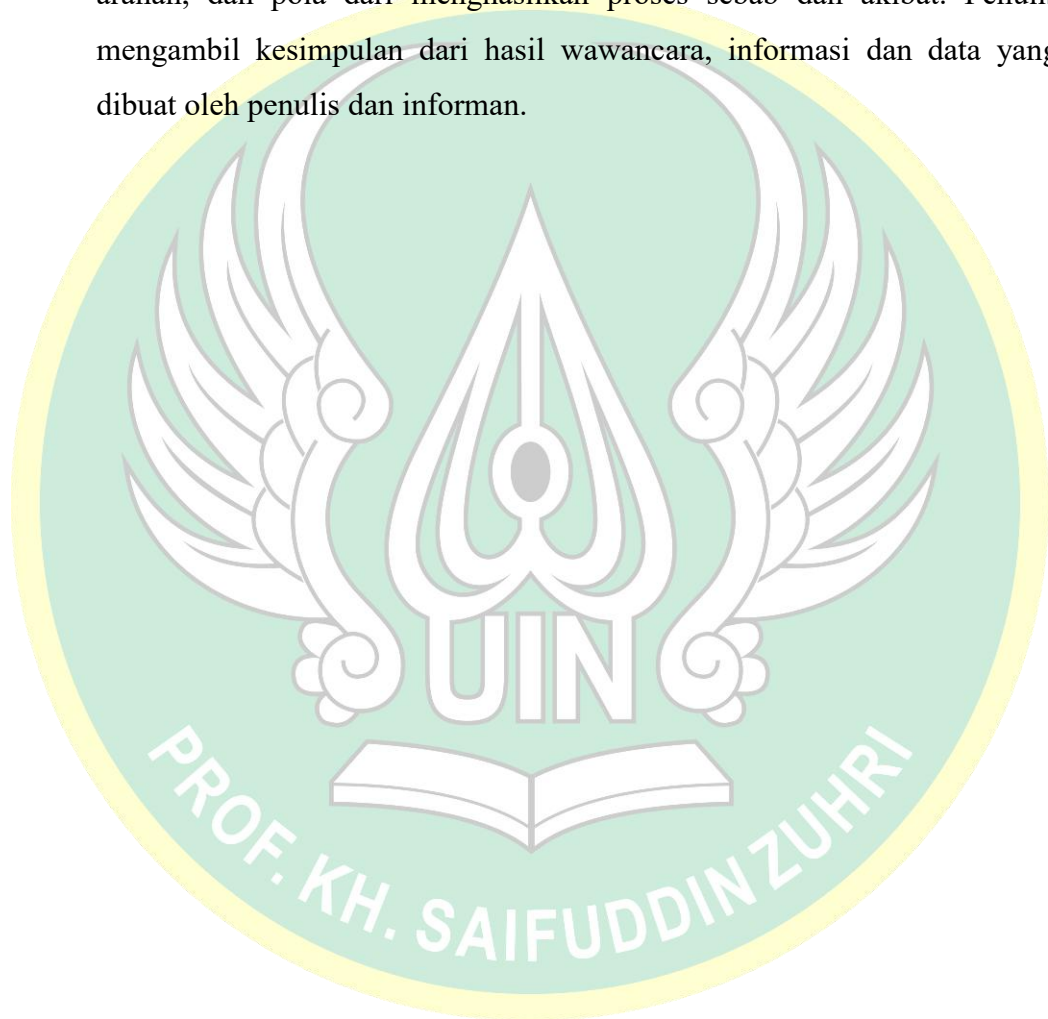 dan pola dari menghasilkan proses sebab dan akibat.
mengambil kesimpulan dari hasil wawancara, informasi dan data yang
dibuat oleh penulis dan informan.
UIN
PROF. KH. SAIFUDDIN ZUHRI